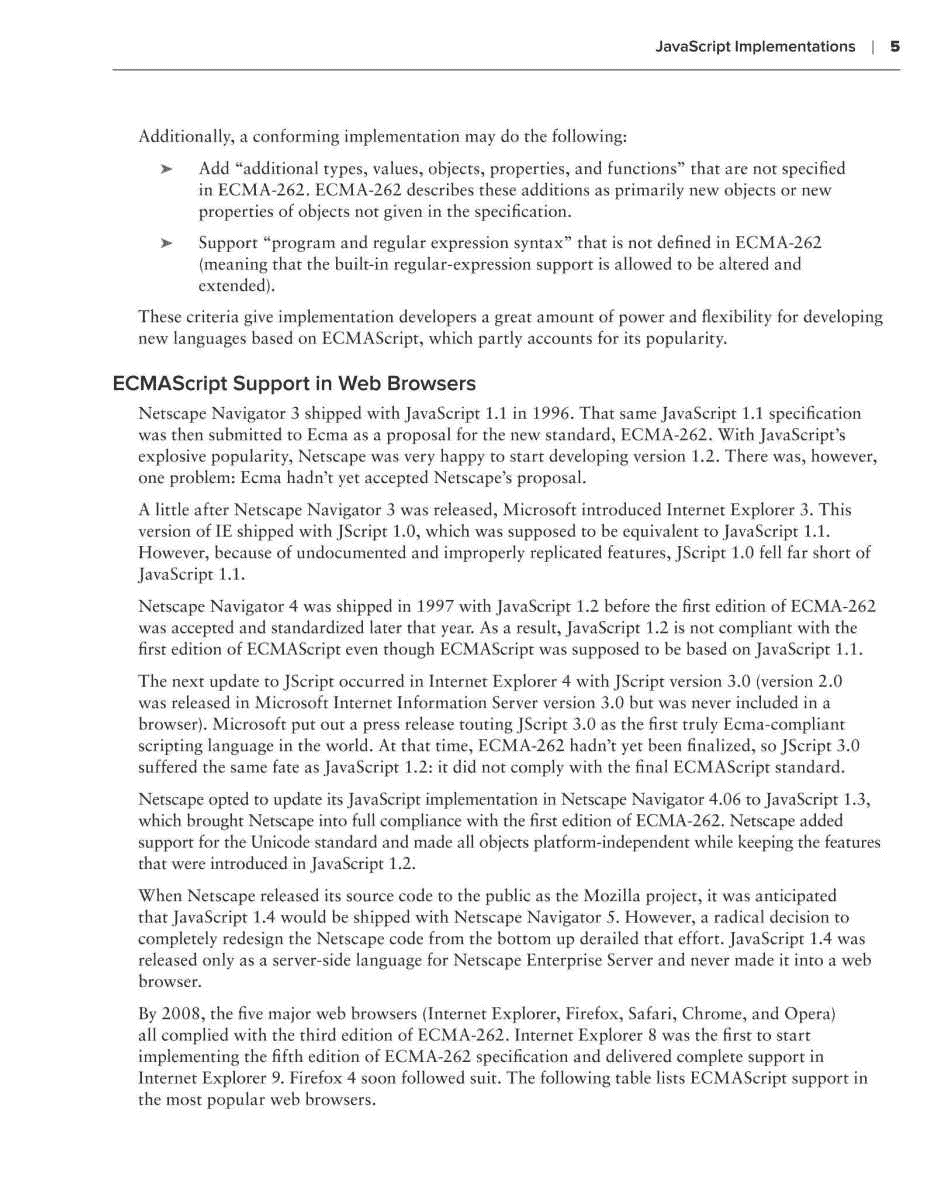 JavaScript Implementations | 5
Additionally, a conforming implementation may do the following:
➤ Add “additional types, values, objects, properties, and functions” that are not specified
in ECMA-262. ECMA-262 describes these additions as primarily new objects or new
properties of objects not given in the specification.
➤ Support “program and regular expression syntax” that is not defined in ECMA-262
(meaning that the built-in regular-expression support is allowed to be altered and
extended).
These criteria give implementation developers a great amount of power and flexibility for developing
new languages based on ECMAScript, which partly accounts for its popularity.
ECMAScript Support in Web Browsers
Netscape Navigator 3 shipped with JavaScript 1.1 in 1996. That same JavaScript 1.1 specification
was then submitted to Ecma as a proposal for the new standard, ECMA-262. With JavaScript’s
explosive popularity, Netscape was very happy to start developing version 1.2. There was, however,
one problem: Ecma hadn’t yet accepted Netscape’s proposal.
A little after Netscape Navigator 3 was released, Microsoft introduced Internet Explorer 3. This
version of IE shipped with JScript 1.0, which was supposed to be equivalent to JavaScript 1.1.
However, because of undocumented and improperly replicated features, JScript 1.0 fell far short of
JavaScript 1.1.
Netscape Navigator 4 was shipped in 1997 with JavaScript 1.2 before the first edition of ECMA-262
was accepted and standardized later that year. As a result, JavaScript 1.2 is not compliant with the
first edition of ECMAScript even though ECMAScript was supposed to be based on JavaScript 1.1.
The next update to JScript occurred in Internet Explorer 4 with JScript version 3.0 (version 2.0
was released in Microsoft Internet Information Server version 3.0 but was never included in a
browser). Microsoft put out a press release touting JScript 3.0 as the first truly Ecma-compliant
scripting language in the world. At that time, ECMA-262 hadn’t yet been finalized, so JScript 3.0
suffered the same fate as JavaScript 1.2: it did not comply with the final ECMAScript standard.
Netscape opted to update its JavaScript implementation in Netscape Navigator 4.06 to JavaScript 1.3,
which brought Netscape into full compliance with the first edition of ECMA-262. Netscape added
support for the Unicode standard and made all objects platform-independent while keeping the features
that were introduced in JavaScript 1.2.
When Netscape released its source code to the public as the Mozilla project, it was anticipated
that JavaScript 1.4 would be shipped with Netscape Navigator 5. However, a radical decision to
completely redesign the Netscape code from the bottom up derailed that effort. JavaScript 1.4 was
released only as a server-side language for Netscape Enterprise Server and never made it into a web
browser.
By 2008, the five major web browsers (Internet Explorer, Firefox, Safari, Chrome, and Opera)
all complied with the third edition of ECMA-262. Internet Explorer 8 was the first to start
implementing the fifth edition of ECMA-262 specification and delivered complete support in
Internet Explorer 9. Firefox 4 soon followed suit. The following table lists ECMAScript support in
the most popular web browsers.